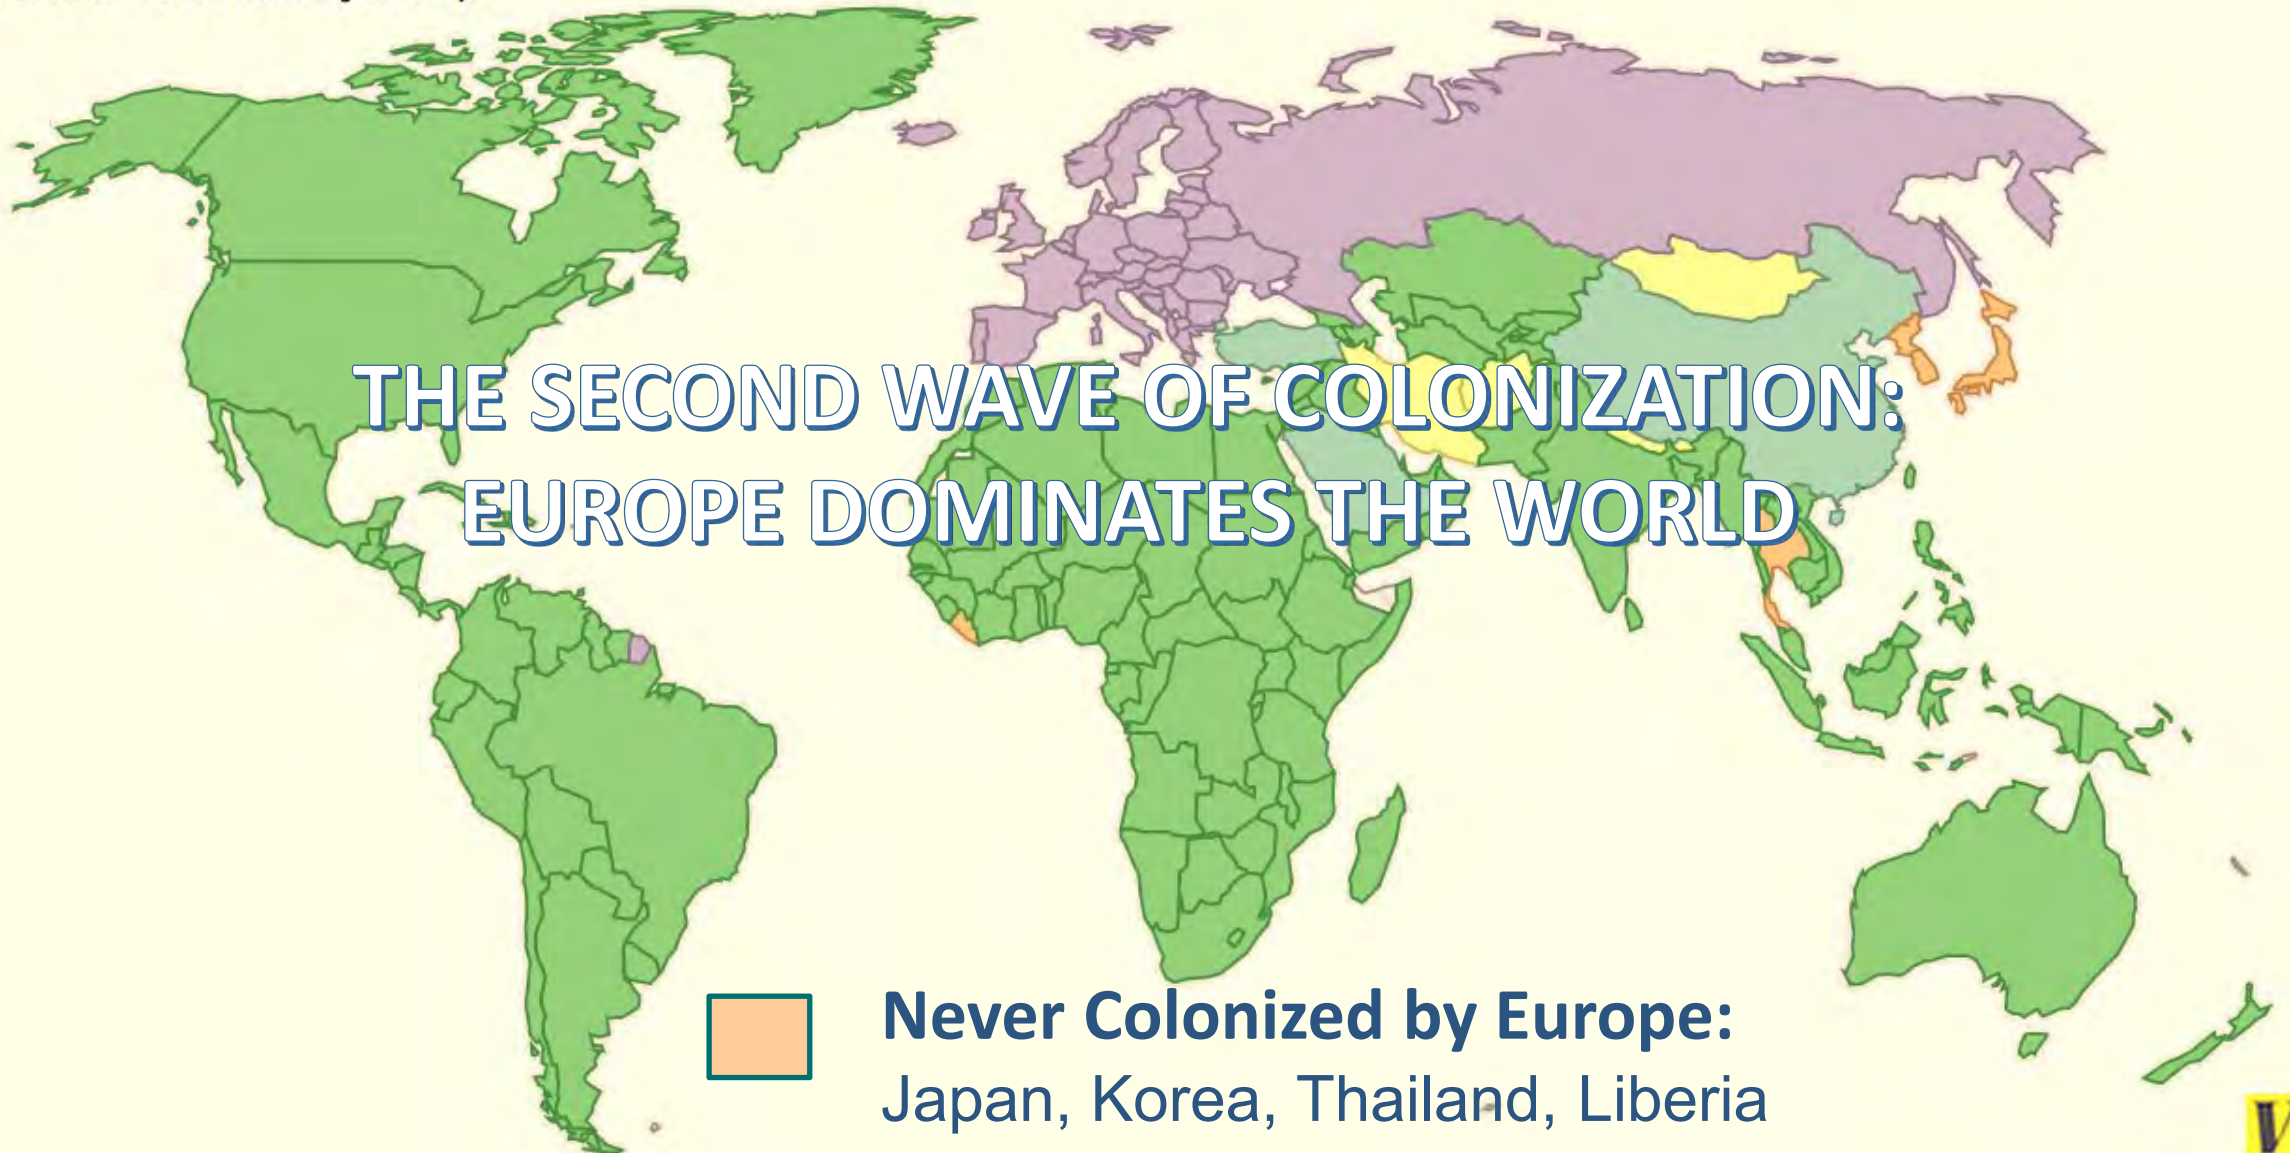 THE SECOND WAVE OF COLONIZATION:
EUROPE DOMINATES THE WORLD
Never Colonized by Europe:
Japan, Korea, Thailand, Liberia
V